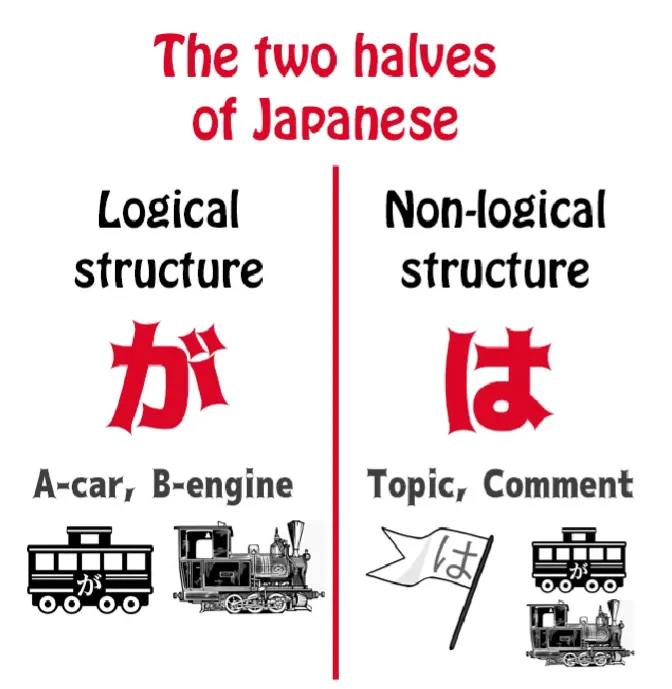 The two halves
of Japanese
Logical
structure
が
A-car, B-engine
が
Non-logical
structure
は
Topic, Comment
は
が